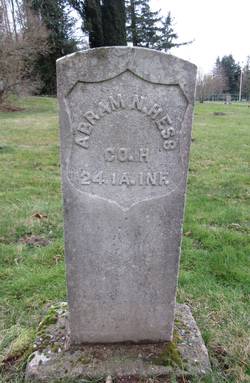 ABRAM N. HESS
CO. H
24. IA. INF.